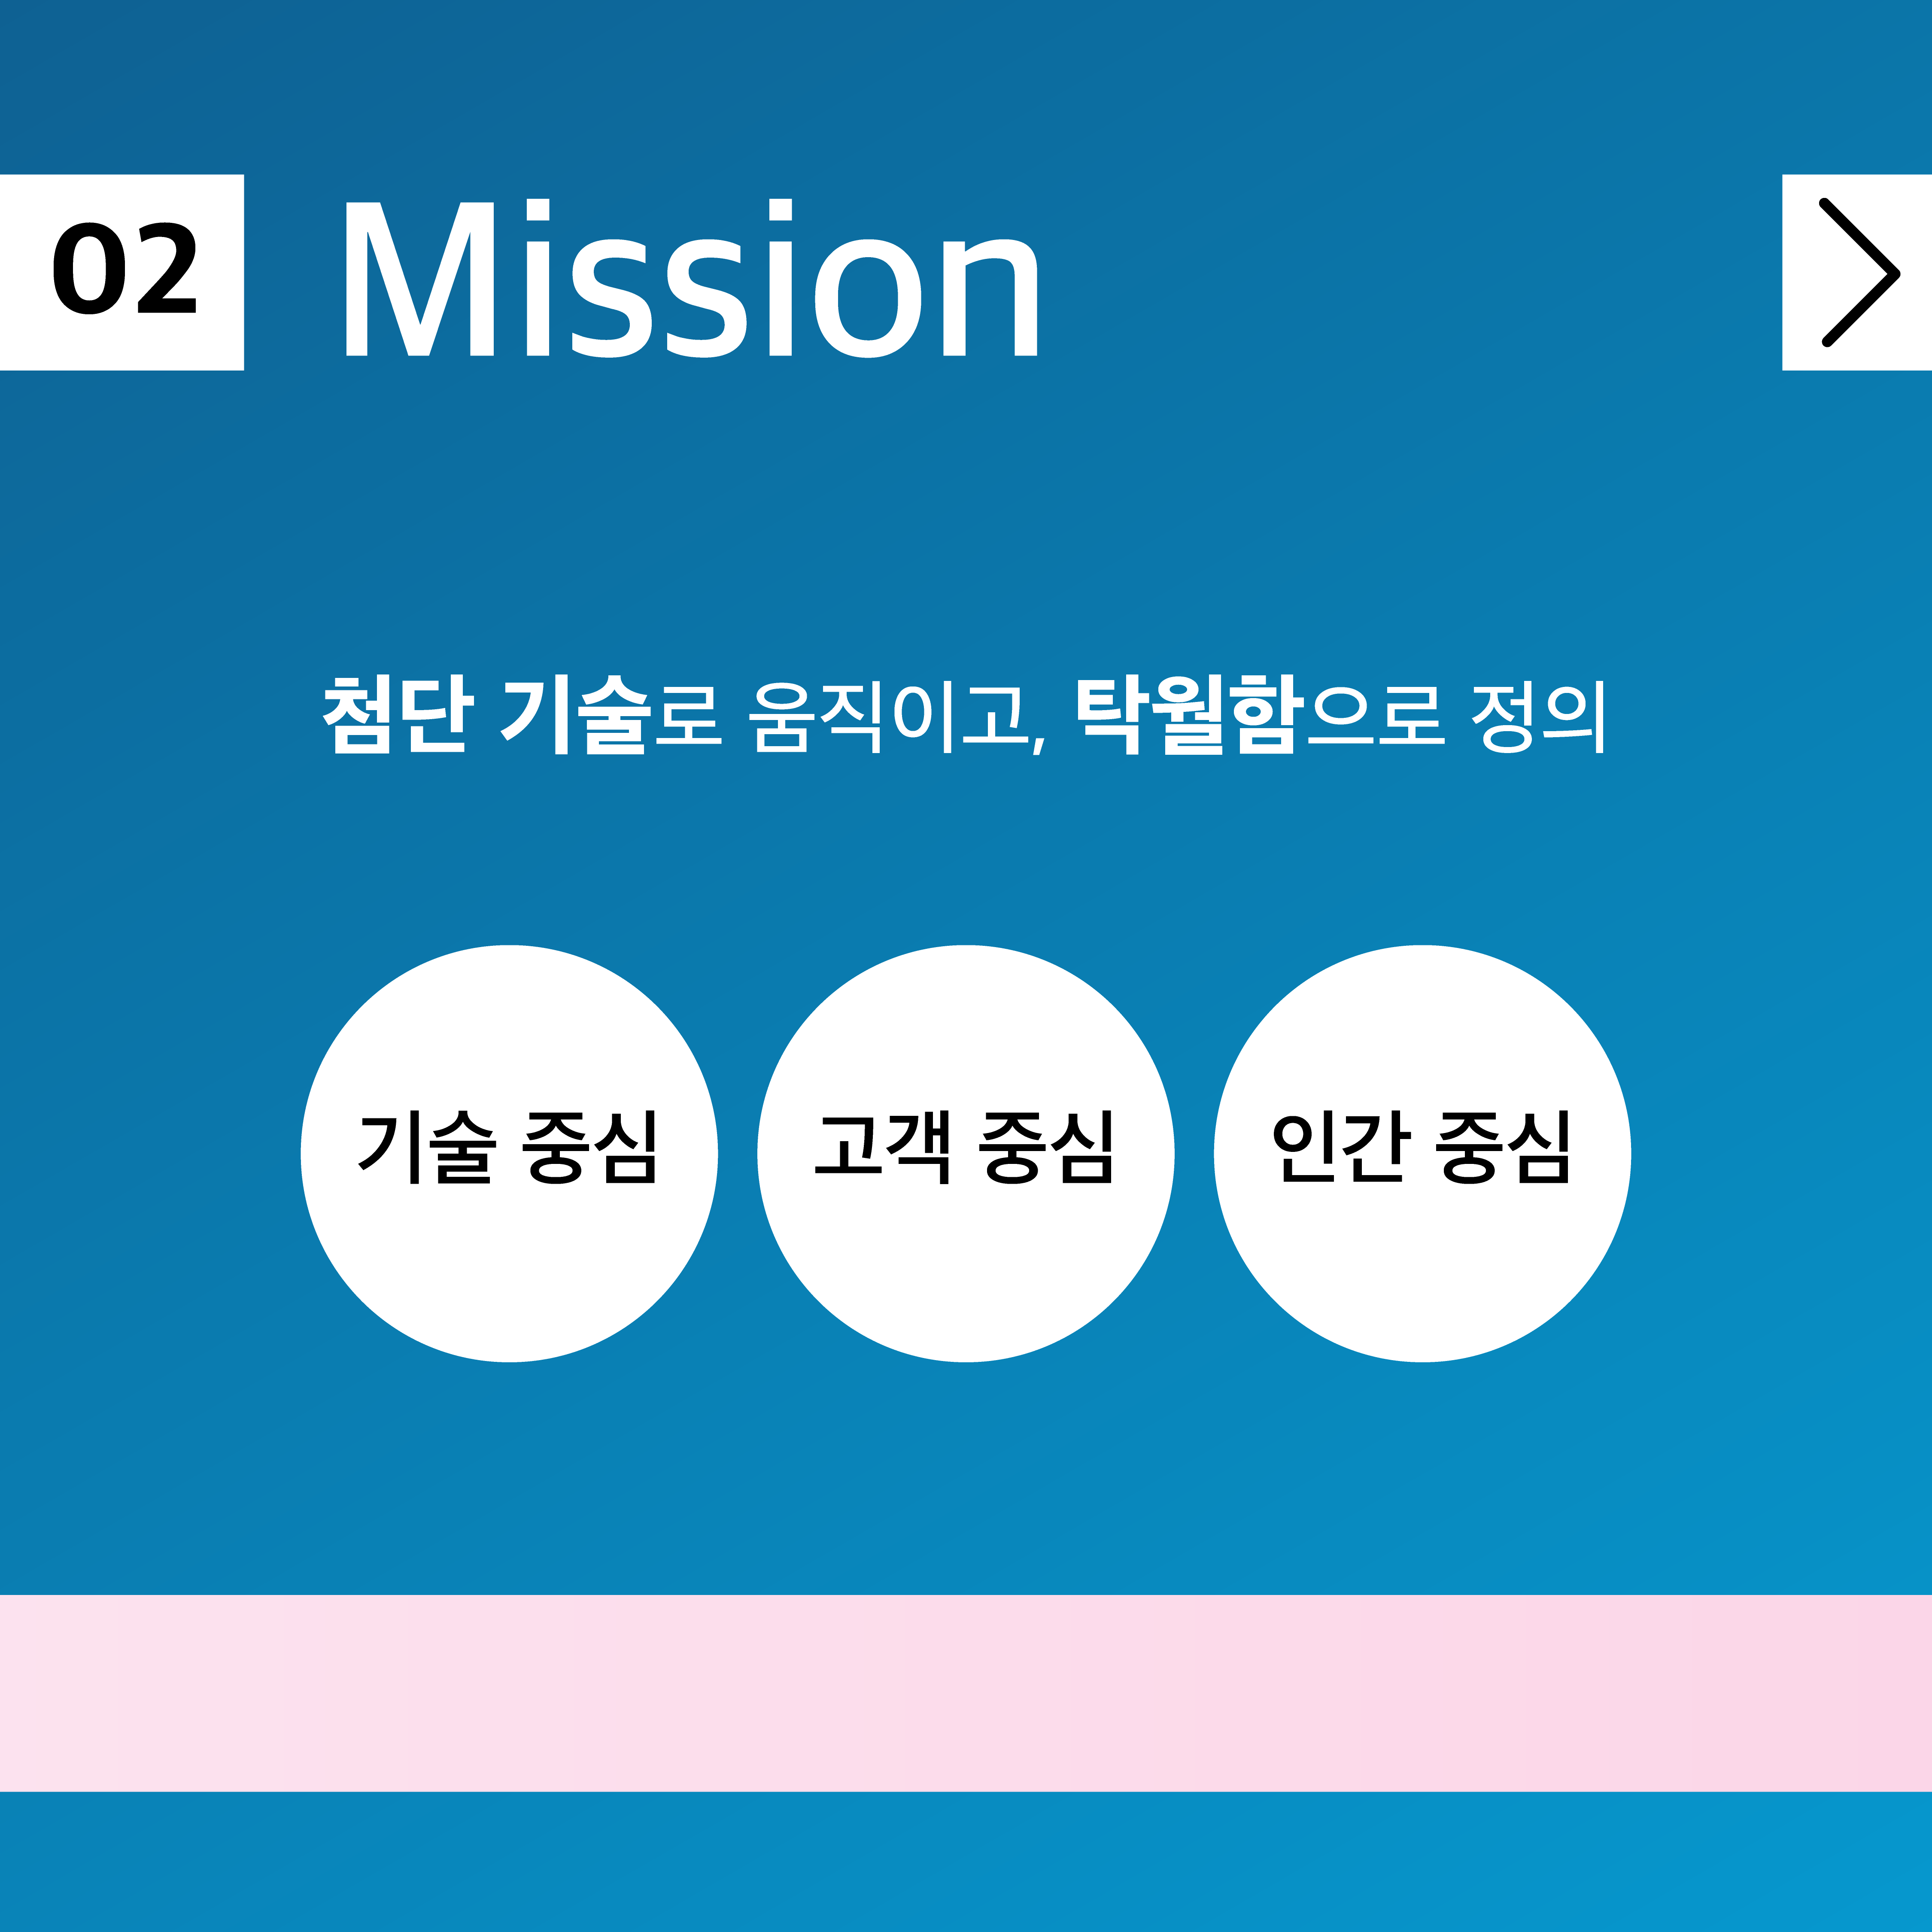 02 Mission
첨단 기술로 움직이고, 탁월함으로 정의
기술 중심 고객 중심 인간 중심